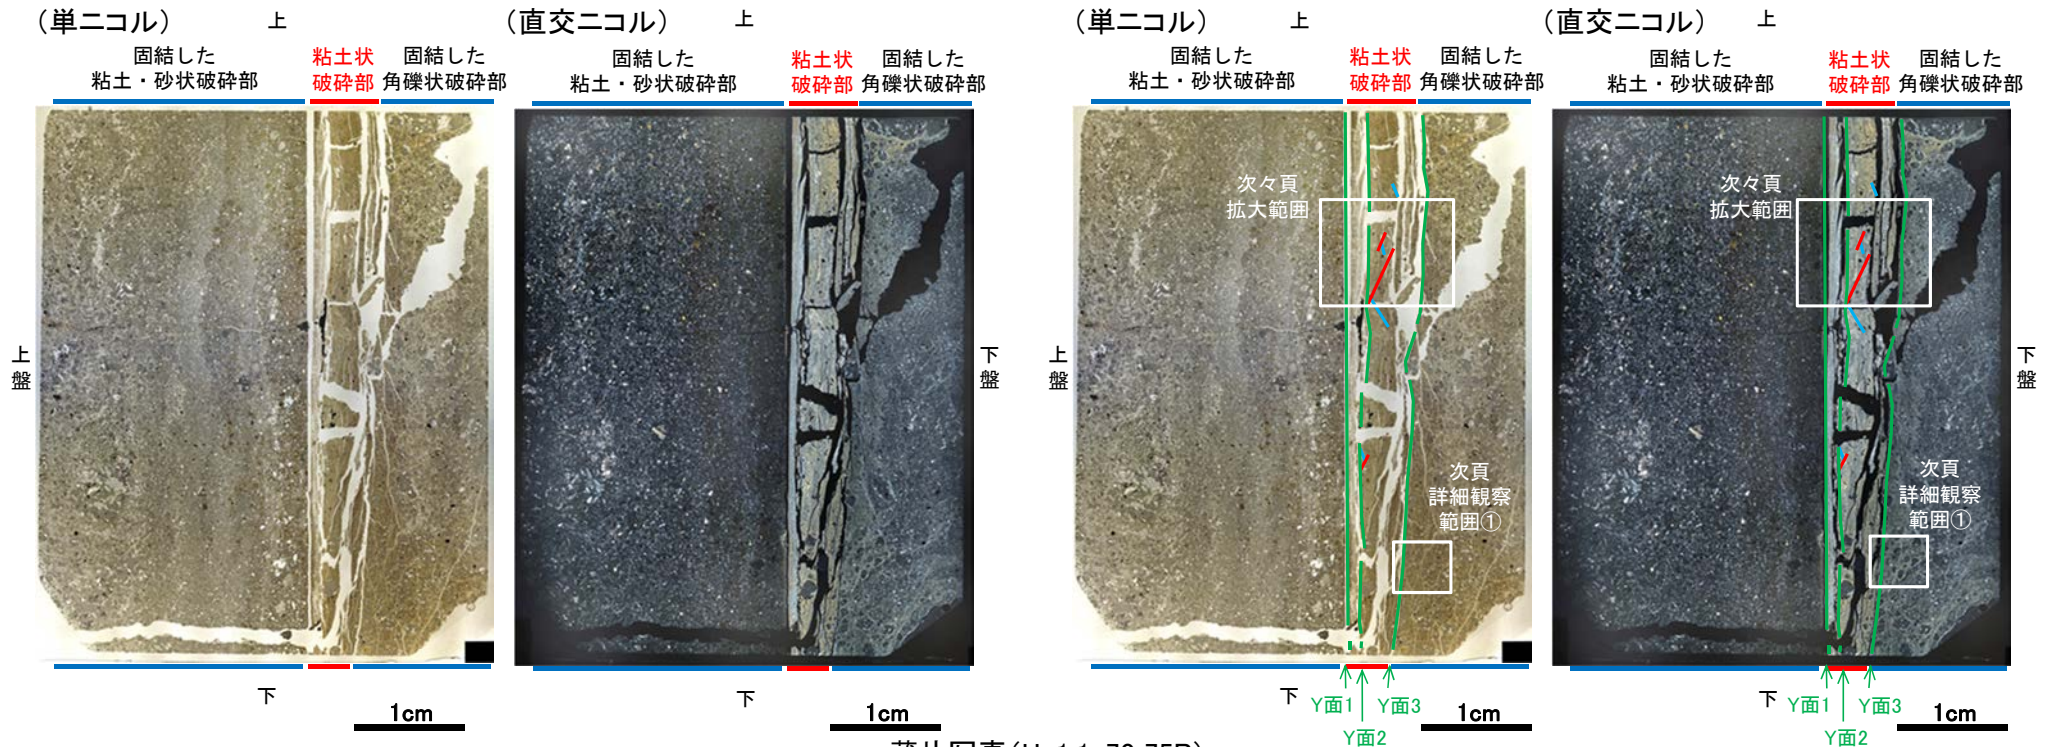 （単ニコル）
上
（直交ニコル）
上
（単ニコル）
上
（直交ニコル）
上
固結した
粘土・砂状破砕部
粘土状
破砕部
固結した
角礫状破砕部
固結した
粘土・砂状破砕部
粘土状
破砕部
固結した
角礫状破砕部
固結した
粘土・砂状破砕部
粘土状
破砕部
固結した
角礫状破砕部
固結した
粘土・砂状破砕部
粘土状
破砕部
固結した
角礫状破砕部
次々頁
拡大範囲
次々頁
拡大範囲
上
盤
下
盤
上
盤
下
盤
次頁
詳細観察
範囲①
次頁
詳細観察
範囲①
下
1cm
下
1cm
下
Y面1
Y面2
Y面3
1cm
下
Y面1
Y面2
Y面3
1cm